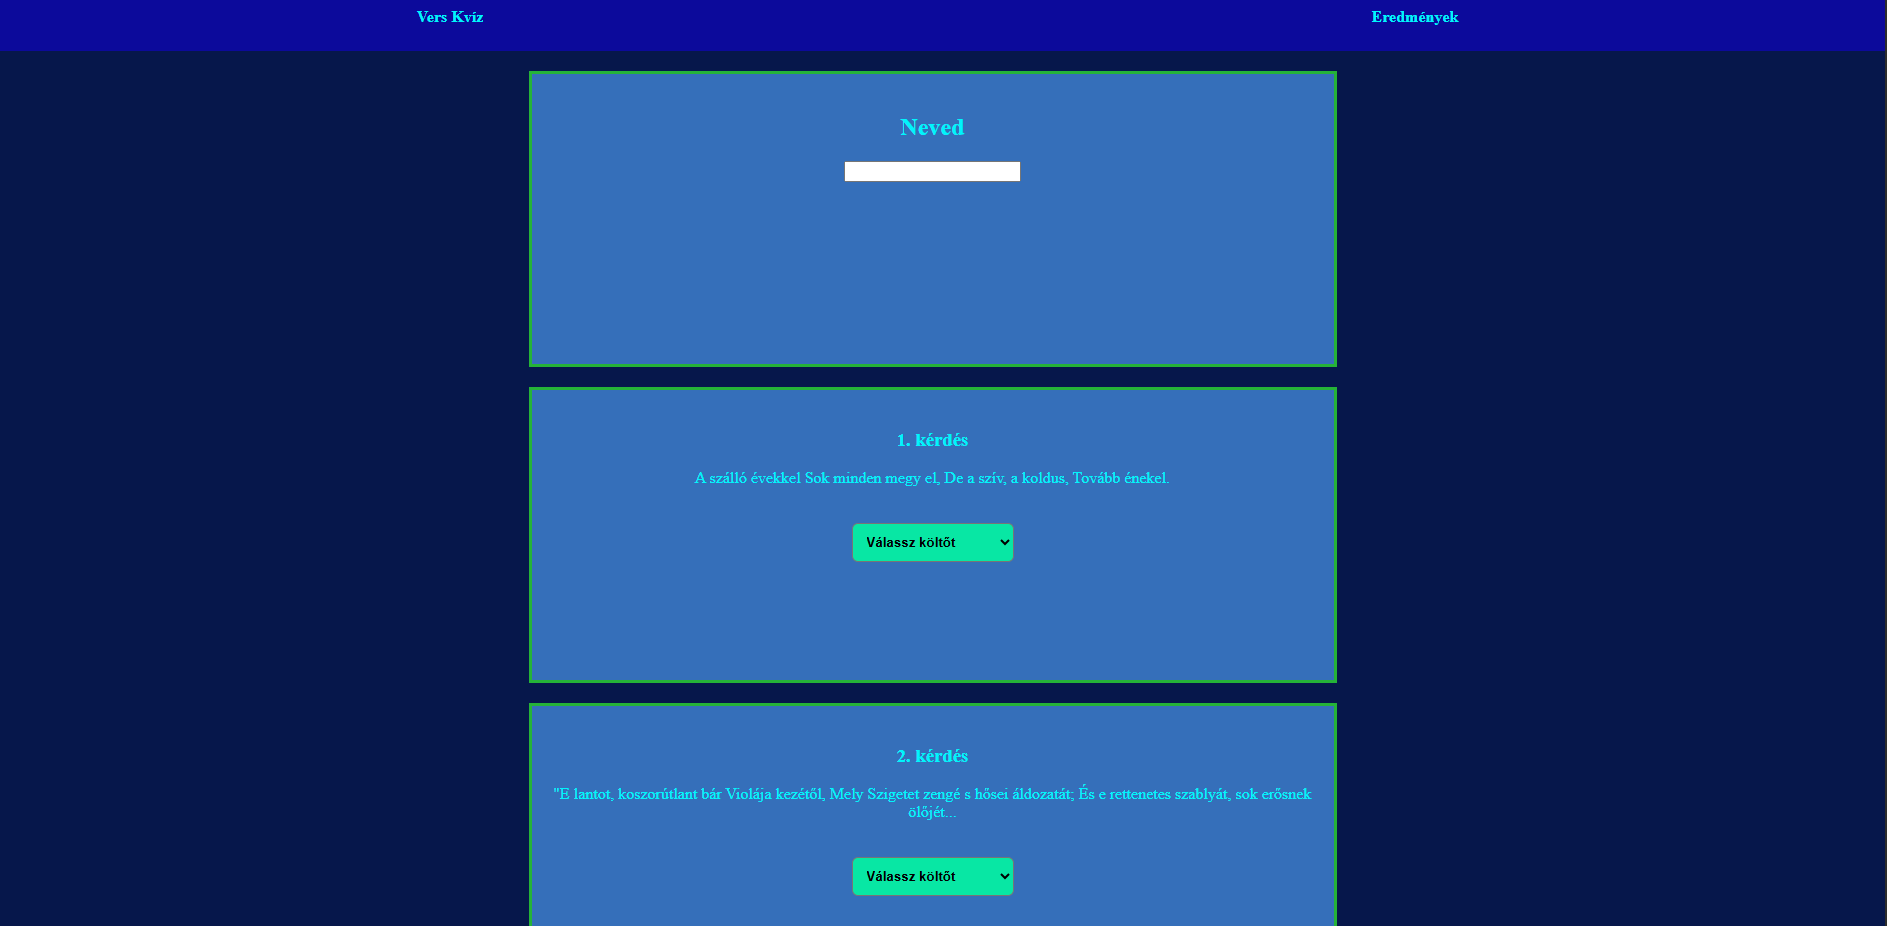 Vers Kvíz
Eredmények
Neved
1. kérdés
A szálló évekkel Sok minden megy el, De a szív, a koldus, Tovább énekel.
Válassz költőt
2. kérdés
"E lantot, koszorútlant bár Violája kezétől, Mely Szigetet zengé s hősei áldozatát; És e rettenetes szablyát, sok erősnek
ölőjét...
Válassz költőt